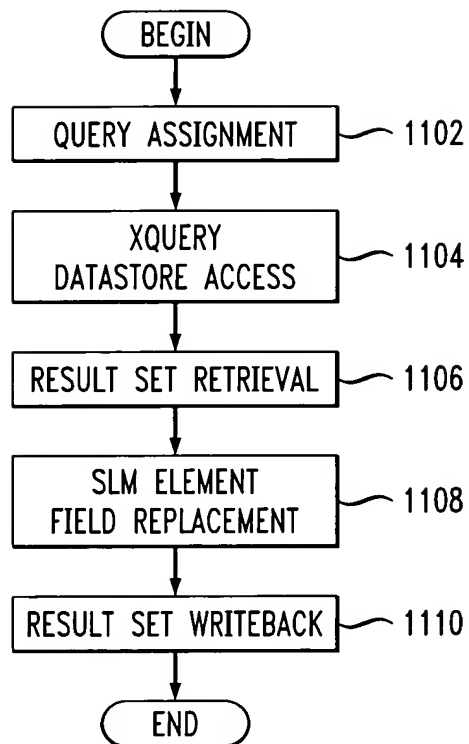 BEGIN
QUERY ASSIGNMENT 1102
XQUERY
DATASTORE ACCESS 1104
RESULT SET RETRIEVAL 1106
SLM ELEMENT
FIELD REPLACEMENT 1108
RESULT SET WRITEBACK 1110
END